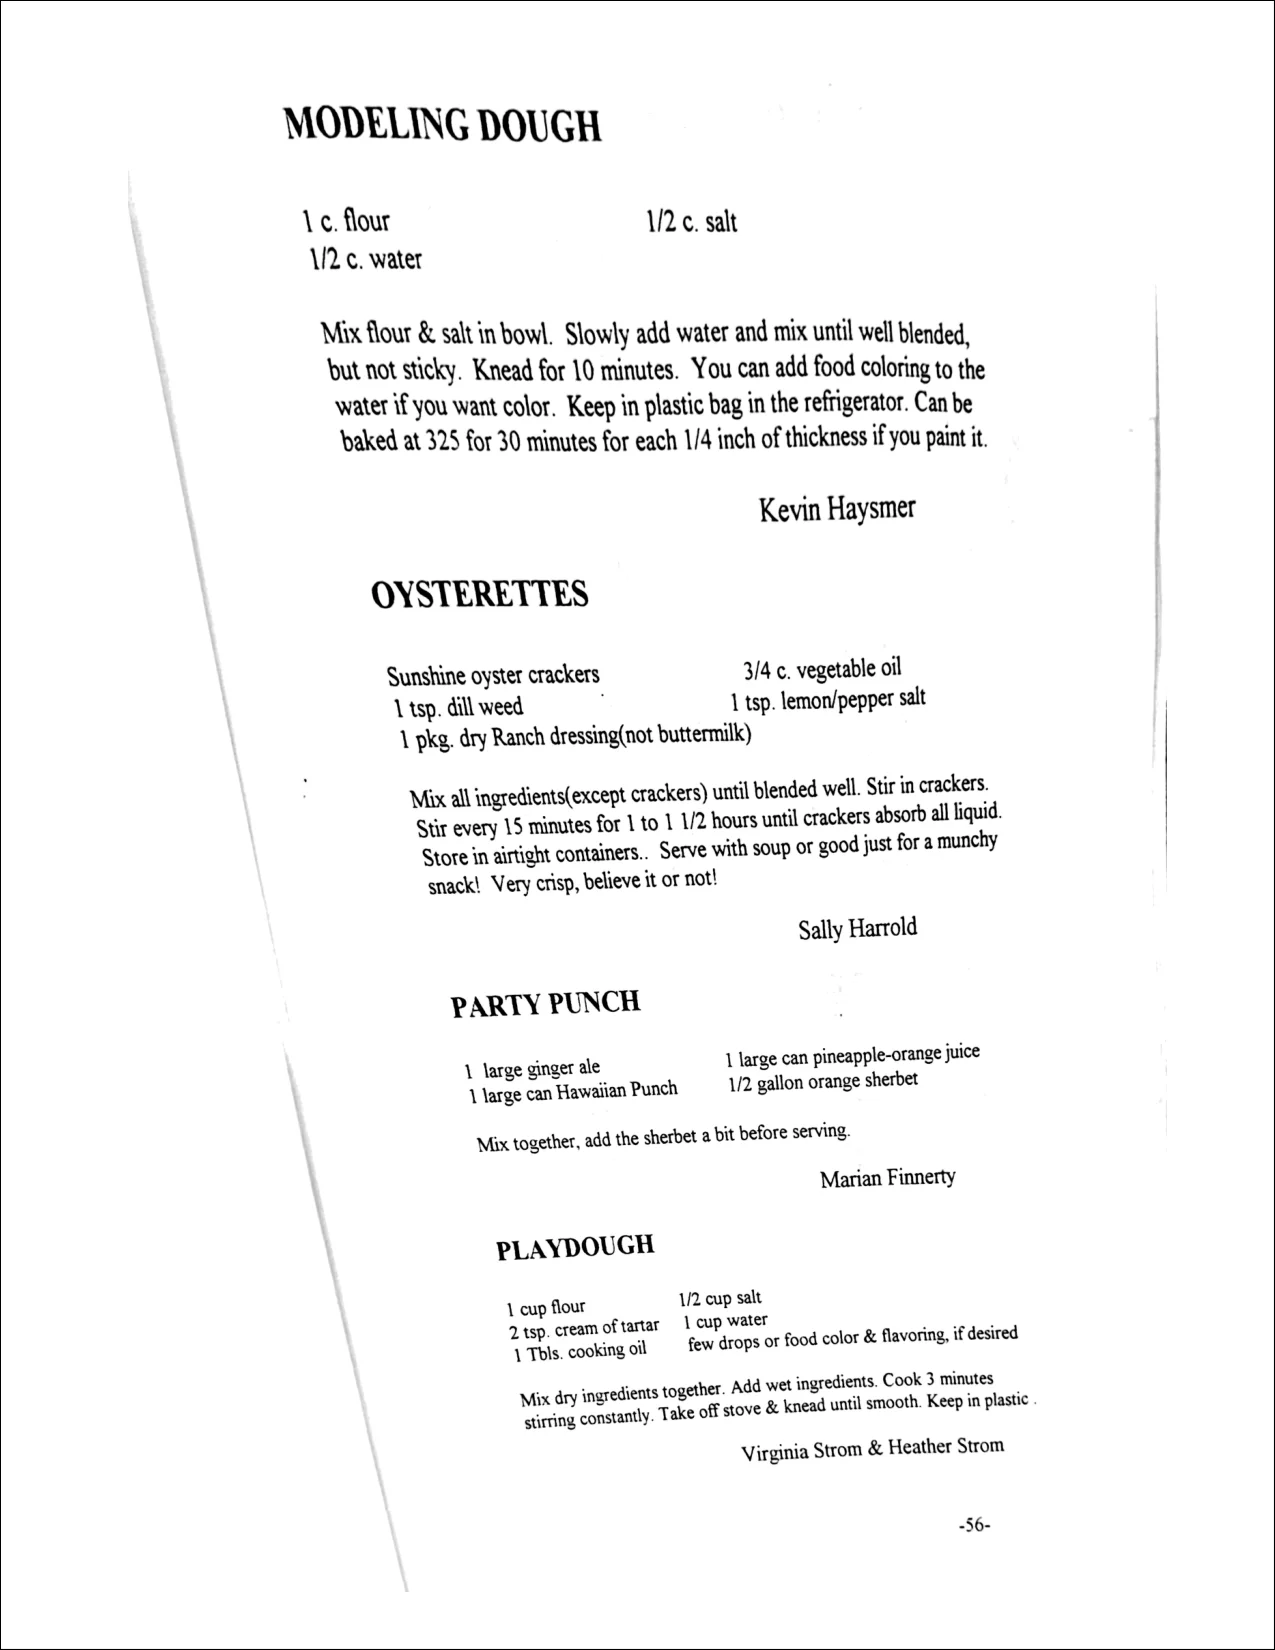 MODELING DOUGH
1 c. flour 1/2 c. salt
1/2 c. water
Mix flour & salt in bowl. Slowly add water and mix until well blended,
but not sticky. Knead for 10 minutes. You can add food coloring to the
water if you want color. Keep in plastic bag in the refrigerator. Can be
baked at 325 for 30 minutes for each 1/4 inch of thickness if you paint it.
Kevin Haysmer
OYSTERETTES
Sunshine oyster crackers 3/4 c. vegetable oil
1 tsp. dill weed 1 tsp. lemon/pepper salt
1 pkg. dry Ranch dressing(not buttermilk)
Mix all ingredients(except crackers) until blended well. Stir in crackers.
Stir every 15 minutes for 1 to 1 1/2 hours until crackers absorb all liquid.
Store in airtight containers.. Serve with soup or good just for a munchy
snack! Very crisp, believe it or not!
Sally Harrold
PARTY PUNCH
1 large ginger ale 1 large can pineapple-orange juice
1 large can Hawaiian Punch 1/2 gallon orange sherbet
Mix together, add the sherbet a bit before serving.
Marian Finnerty
PLAYDOUGH
1 cup flour 1/2 cup salt
2 tsp. cream of tartar 1 cup water
1 Tbls. cooking oil few drops or food color & flavoring, if desired
Mix dry ingredients together. Add wet ingredients. Cook 3 minutes
stirring constantly. Take off stove & knead until smooth. Keep in plastic .
Virginia Strom & Heather Strom
-56-